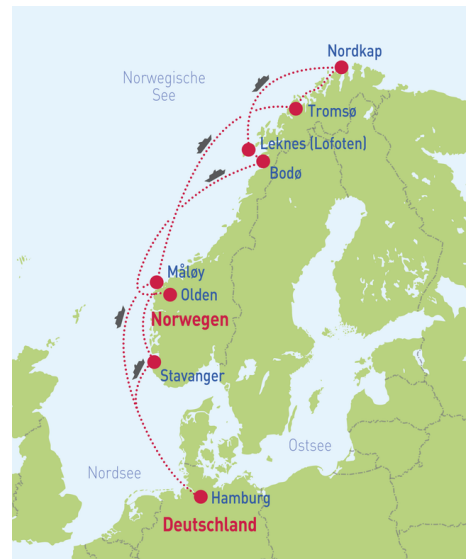 Nordkap
Norwegische
See
Tromsø
Leknes (Lofoten)
Bodø
Måløy
Olden
Norwegen
Stavanger
Ostsee
Nordsee
Hamburg
Deutschland